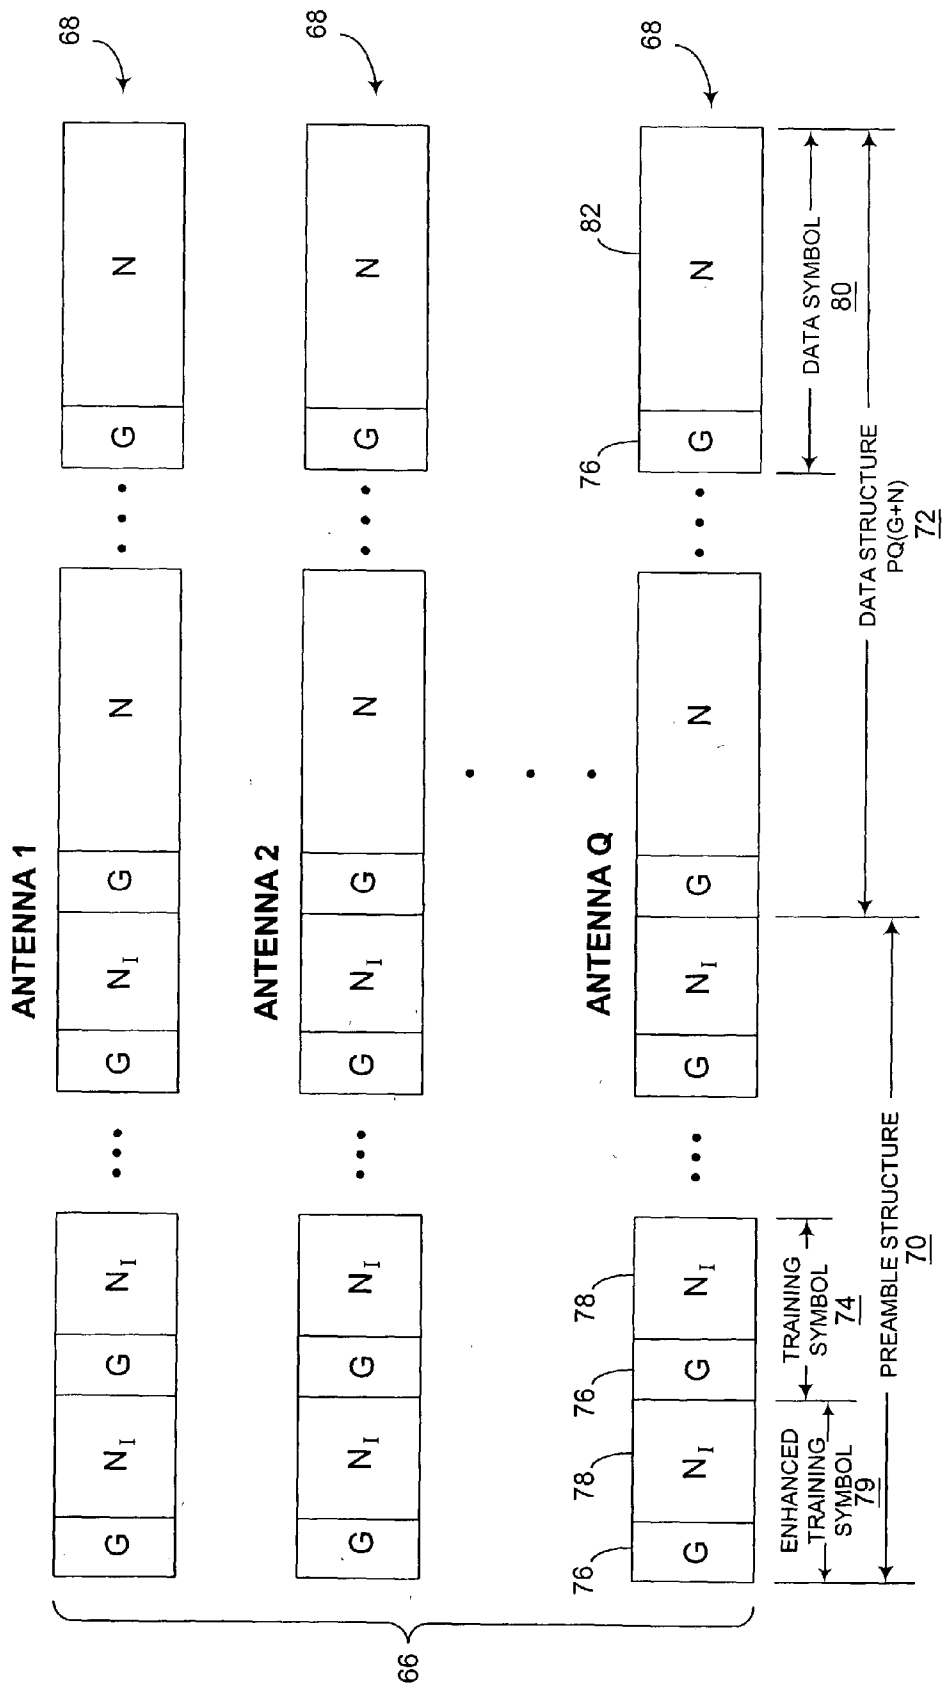 ANTENNA 1
68
G
N_I
G
N_I
G
N_I
G
N
G
N
ANTENNA 2
68
G
N_I
G
N_I
G
N_I
G
N
G
N
ANTENNA Q
68
76
78
76
78
76
82
G
N_I
G
N_I
G
N_I
G
N
G
N
66
ENHANCED
TRAINING
SYMBOL
79
TRAINING
SYMBOL
74
DATA SYMBOL
80
PREAMBLE STRUCTURE
70
DATA STRUCTURE
PQ(G+N)
72